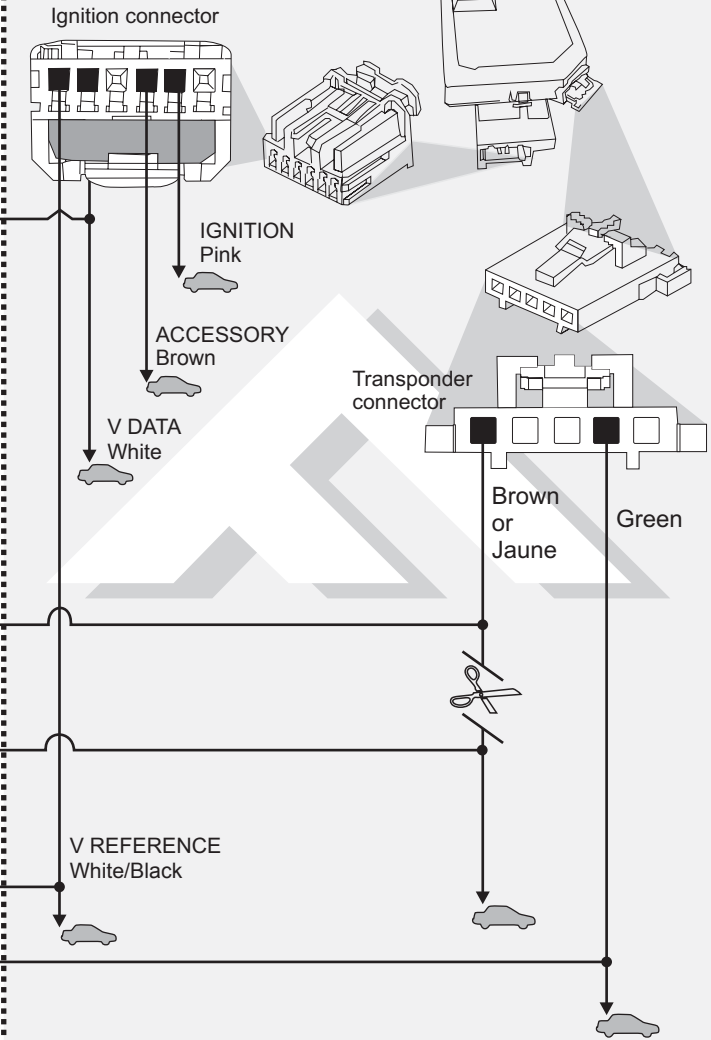 Ignition connector
IGNITION
Pink
ACCESSORY
Brown
Transponder
connector
V DATA
White
Brown
or
Jaune
Green
V REFERENCE
White/Black